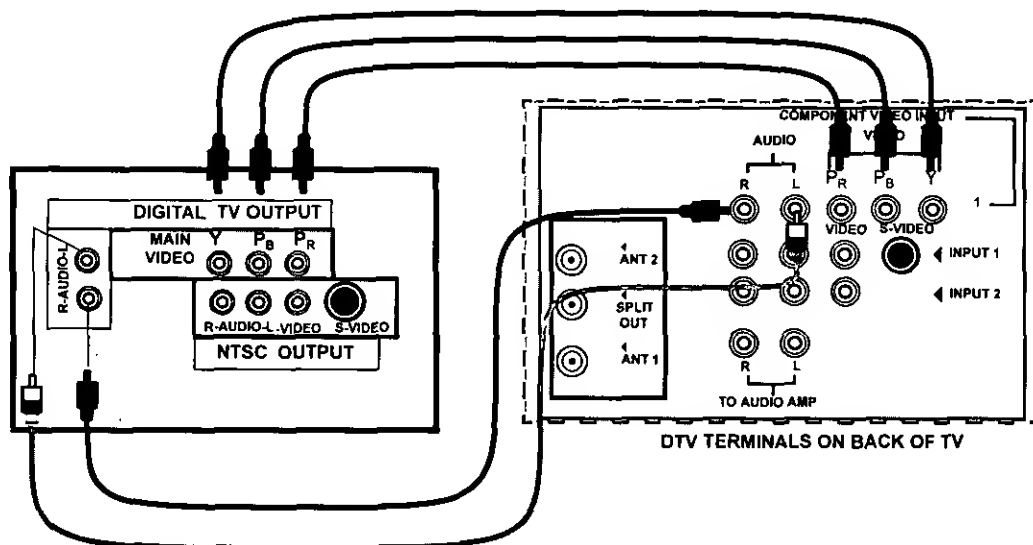 DIGITAL TV OUTPUT
MAIN
VIDEO
Y PB PR
R-AUDIO-L
R-AUDIO-L -VIDEO S-VIDEO
NTSC OUTPUT
COMPONENT VIDEO INPUT
VIDEO
AUDIO
R L PR PB Y
1
VIDEO S-VIDEO
ANT 2
INPUT 1
INPUT 2
SPLIT
OUT
ANT 1
R L
TO AUDIO AMP
DTV TERMINALS ON BACK OF TV